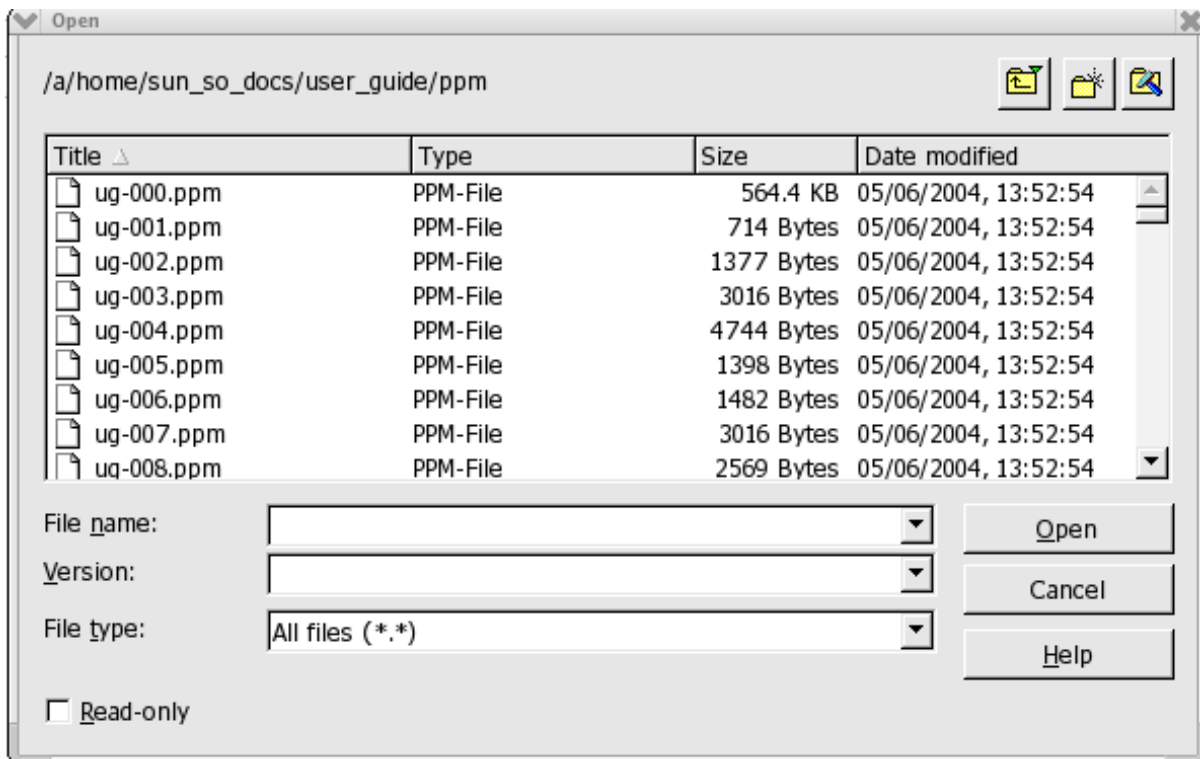 Open
/a/home/sun_so_docs/user_guide/ppm
Title Type Size Date modified
ug-000.ppm PPM-File 564.4 KB 05/06/2004, 13:52:54
ug-001.ppm PPM-File 714 Bytes 05/06/2004, 13:52:54
ug-002.ppm PPM-File 1377 Bytes 05/06/2004, 13:52:54
ug-003.ppm PPM-File 3016 Bytes 05/06/2004, 13:52:54
ug-004.ppm PPM-File 4744 Bytes 05/06/2004, 13:52:54
ug-005.ppm PPM-File 1398 Bytes 05/06/2004, 13:52:54
ug-006.ppm PPM-File 1482 Bytes 05/06/2004, 13:52:54
ug-007.ppm PPM-File 3016 Bytes 05/06/2004, 13:52:54
ug-008.ppm PPM-File 2569 Bytes 05/06/2004, 13:52:54
File name: Open
Version: Cancel
File type: All files (*.*)
Help
Read-only